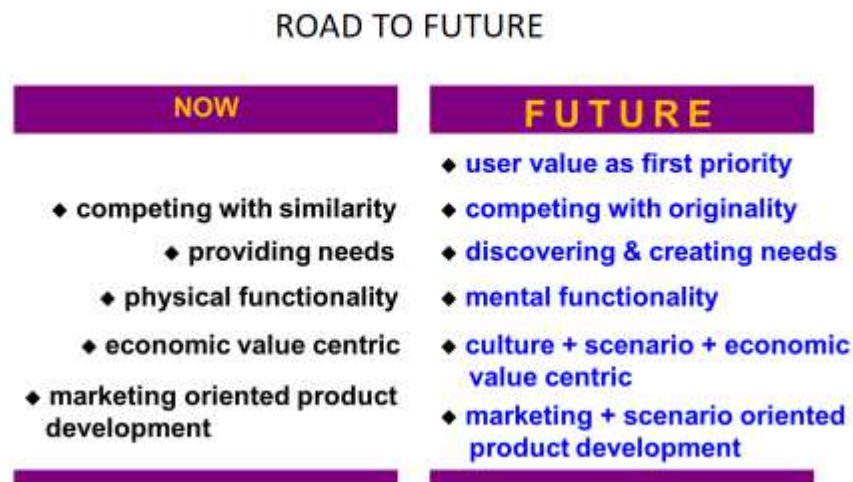 ROAD TO FUTURE
NOW
◆ competing with similarity
◆ providing needs
◆ physical functionality
◆ economic value centric
◆ marketing oriented product
development
FUTURE
◆ user value as first priority
◆ competing with originality
◆ discovering & creating needs
◆ mental functionality
◆ culture + scenario + economic
value centric
◆ marketing + scenario oriented
product development